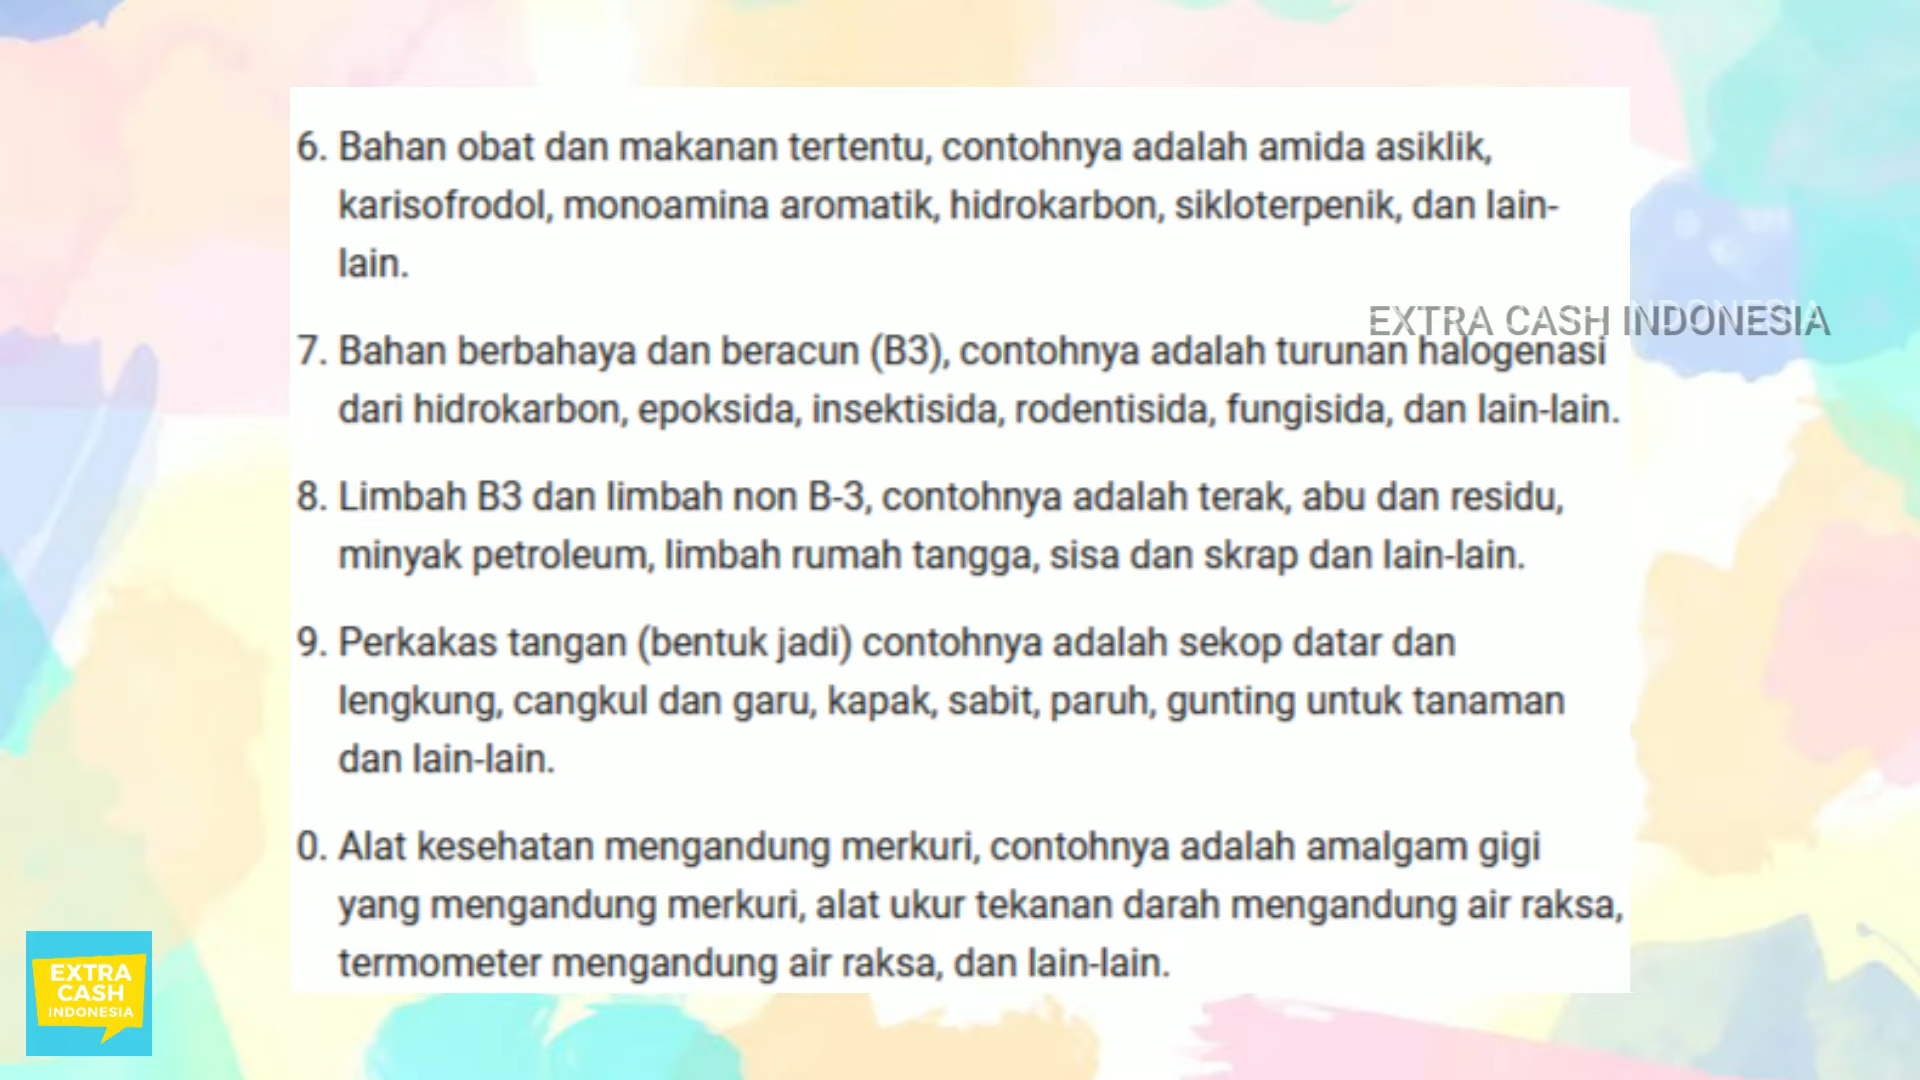 6. Bahan obat dan makanan tertentu, contohnya adalah amida asiklik,
karisofrodol, monoamina aromatik, hidrokarbon, sikloterpenik, dan lain-
lain.
EXTRA CASH INDONESIA
7. Bahan berbahaya dan beracun (B3), contohnya adalah turunan halogenasi
dari hidrokarbon, epoksida, insektisida, rodentisida, fungisida, dan lain-lain.
8. Limbah B3 dan limbah non B-3, contohnya adalah terak, abu dan residu,
minyak petroleum, limbah rumah tangga, sisa dan skrap dan lain-lain.
9. Perkakas tangan (bentuk jadi) contohnya adalah sekop datar dan
lengkung, cangkul dan garu, kapak, sabit, paruh, gunting untuk tanaman
dan lain-lain.
0. Alat kesehatan mengandung merkuri, contohnya adalah amalgam gigi
yang mengandung merkuri, alat ukur tekanan darah mengandung air raksa,
termometer mengandung air raksa, dan lain-lain.
EXTRA
CASH
INDONESIA